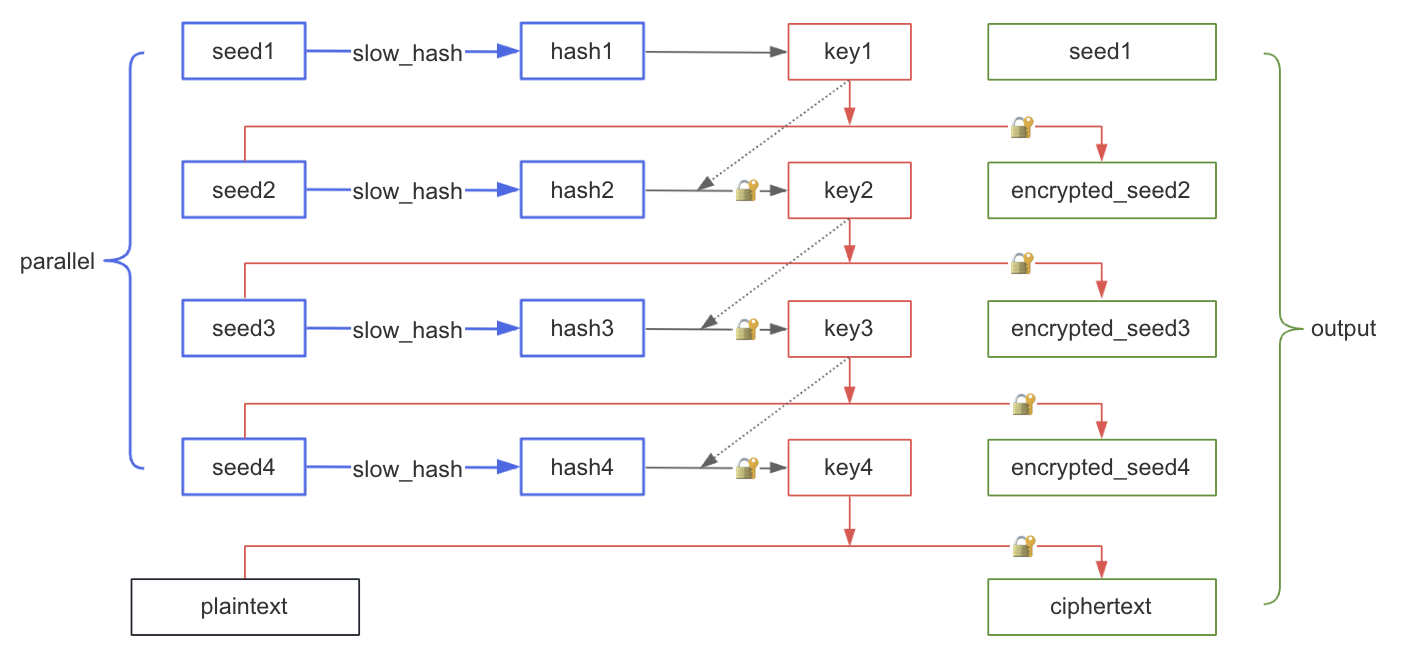 seed1 slow_hash hash1 key1 seed1
seed2 slow_hash hash2 key2 encrypted_seed2
parallel
seed3 slow_hash hash3 key3 encrypted_seed3
output
seed4 slow_hash hash4 key4 encrypted_seed4
plaintext ciphertext